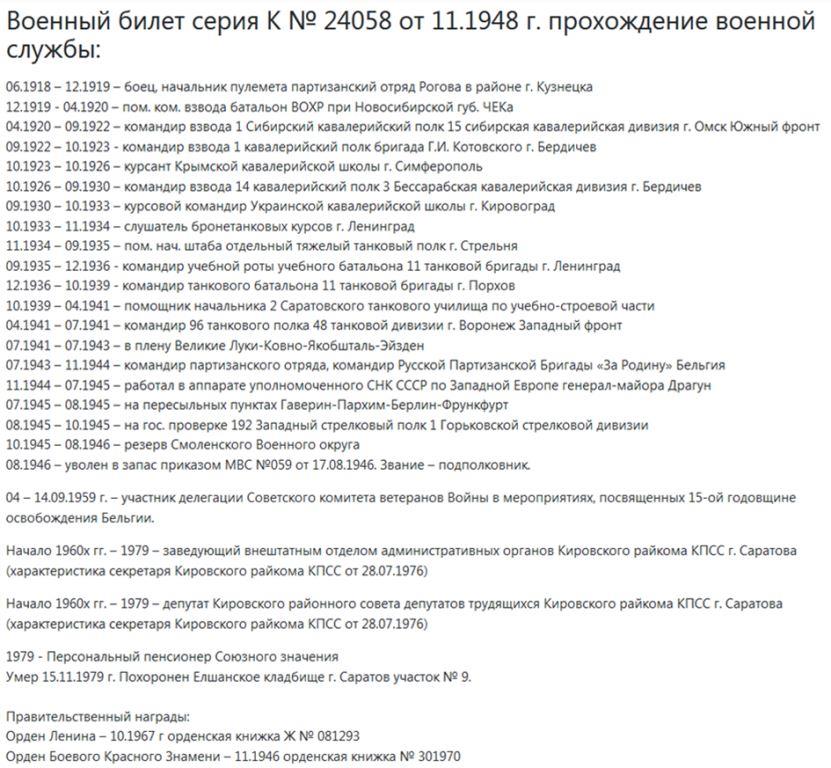 Военный билет серия К № 24058 от 11.1948 г. прохождение военной
службы:
06.1918 – 12.1919 – боец, начальник пулемета партизанский отряд Рогова в районе г. Кузнецка
12.1919 - 04.1920 – пом. ком. взвода батальон ВОХР при Новосибирской губ. ЧЕКа
04.1920 – 09.1922 – командир взвода 1 Сибирский кавалерийский полк 15 сибирская кавалерийская дивизия г. Омск Южный фронт
09.1922 – 10.1923 - командир взвода 1 кавалерийский полк бригада Г.И. Котовского г. Бердичев
10.1923 – 10.1926 – курсант Крымской кавалерийской школы г. Симферополь
10.1926 – 09.1930 – командир взвода 14 кавалерийский полк 3 Бессарабская кавалерийская дивизия г. Бердичев
09.1930 – 10.1933 – курсовой командир Украинской кавалерийской школы г. Кировоград
10.1933 – 11.1934 – слушатель бронетанковых курсов г. Ленинград
11.1934 – 09.1935 – пом. нач. штаба отдельный тяжелый танковый полк г. Стрельня
09.1935 – 12.1936 - командир учебной роты учебного батальона 11 танковой бригады г. Ленинград
12.1936 – 10.1939 - командир танкового батальона 11 танковой бригады г. Порхов
10.1939 – 04.1941 – помощник начальника 2 Саратовского танкового училища по учебно-строевой части
04.1941 – 07.1941 – командир 96 танкового полка 48 танковой дивизии г. Воронеж Западный фронт
07.1941 – 07.1943 – в плену Великие Луки-Ковно-Якобшталь-Эйзден
07.1943 – 11.1944 – командир партизанского отряда, командир Русской Партизанской Бригады «За Родину» Бельгия
11.1944 – 07.1945 – работал в аппарате уполномоченного СНК СССР по Западной Европе генерал-майора Драгун
07.1945 – 08.1945 – на пересыльных пунктах Гаверин-Пархим-Берлин-Фрункфурт
08.1945 – 10.1945 – на гос. проверке 192 Западный стрелковый полк 1 Горьковской стрелковой дивизии
10.1945 – 08.1946 – резерв Смоленского Военного округа
08.1946 – уволен в запас приказом МВС №059 от 17.08.1946. Звание – подполковник.
04 – 14.09.1959 г. – участник делегации Советского комитета ветеранов Войны в мероприятиях, посвященных 15-ой годовщине
освобождения Бельгии.
Начало 1960х гг. – 1979 – заведующий внештатным отделом административных органов Кировского райкома КПСС г. Саратова
(характеристика секретаря Кировского райкома КПСС от 28.07.1976)
Начало 1960х гг. – 1979 – депутат Кировского районного совета депутатов трудящихся Кировского райкома КПСС г. Саратова
(характеристика секретаря Кировского райкома КПСС от 28.07.1976)
1979 - Персональный пенсионер Союзного значения
Умер 15.11.1979 г. Похоронен Елшанское кладбище г. Саратов участок № 9.
Правительственный награды:
Орден Ленина – 10.1967 г орденская книжка Ж № 081293
Орден Боевого Красного Знамени – 11.1946 орденская книжка № 301970